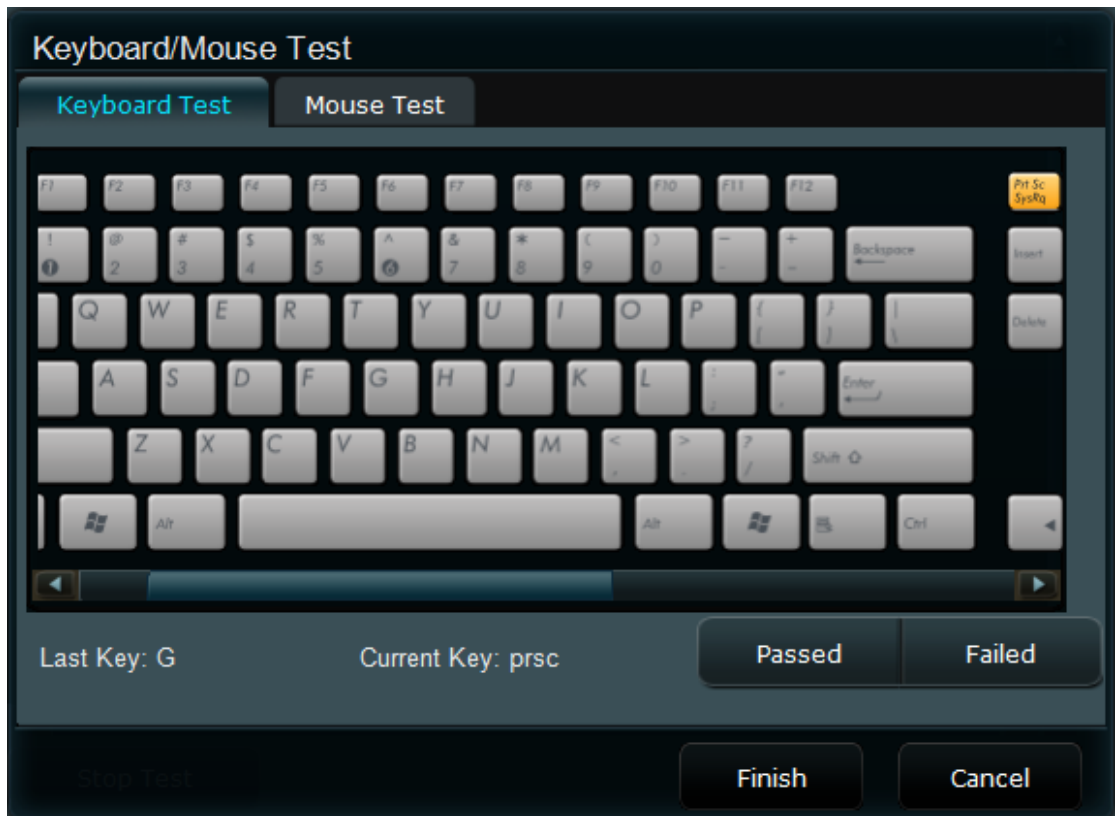 Keyboard/Mouse Test
Keyboard Test Mouse Test
F1 F2 F3 F4 F5 F6 F7 F8 F9 F10 F11 F12 Prt Sc
SysRq
! @ # $ % ^ & * ( ) - +
1 2 3 4 5 6 7 8 9 0 - - Backspace Insert
Q W E R T Y U I O P { } |
[ ] \ Delete
A S D F G H J K L : " Enter
; -
Z X C V B N M < > ? Shift
, . /
Alt Alt Ctrl
Last Key: G Current Key: prsc Passed Failed
Stop Test Finish Cancel